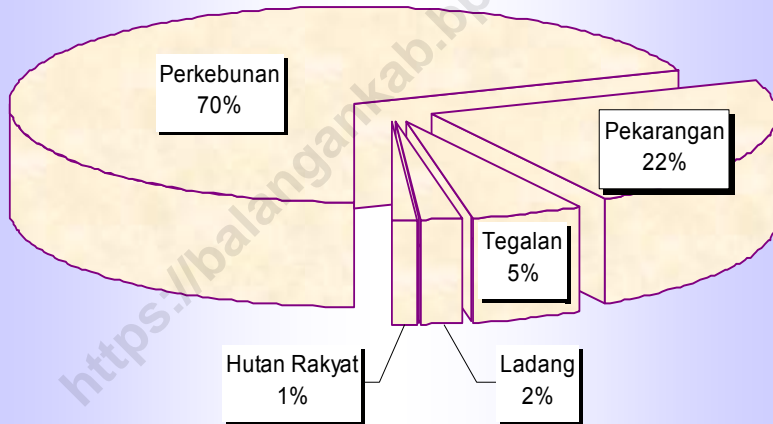 Perkebunan
70%
Pekarangan
22%
Tegalan
5%
Hutan Rakyat
1%
Ladang
2%
https://balangankab.bp